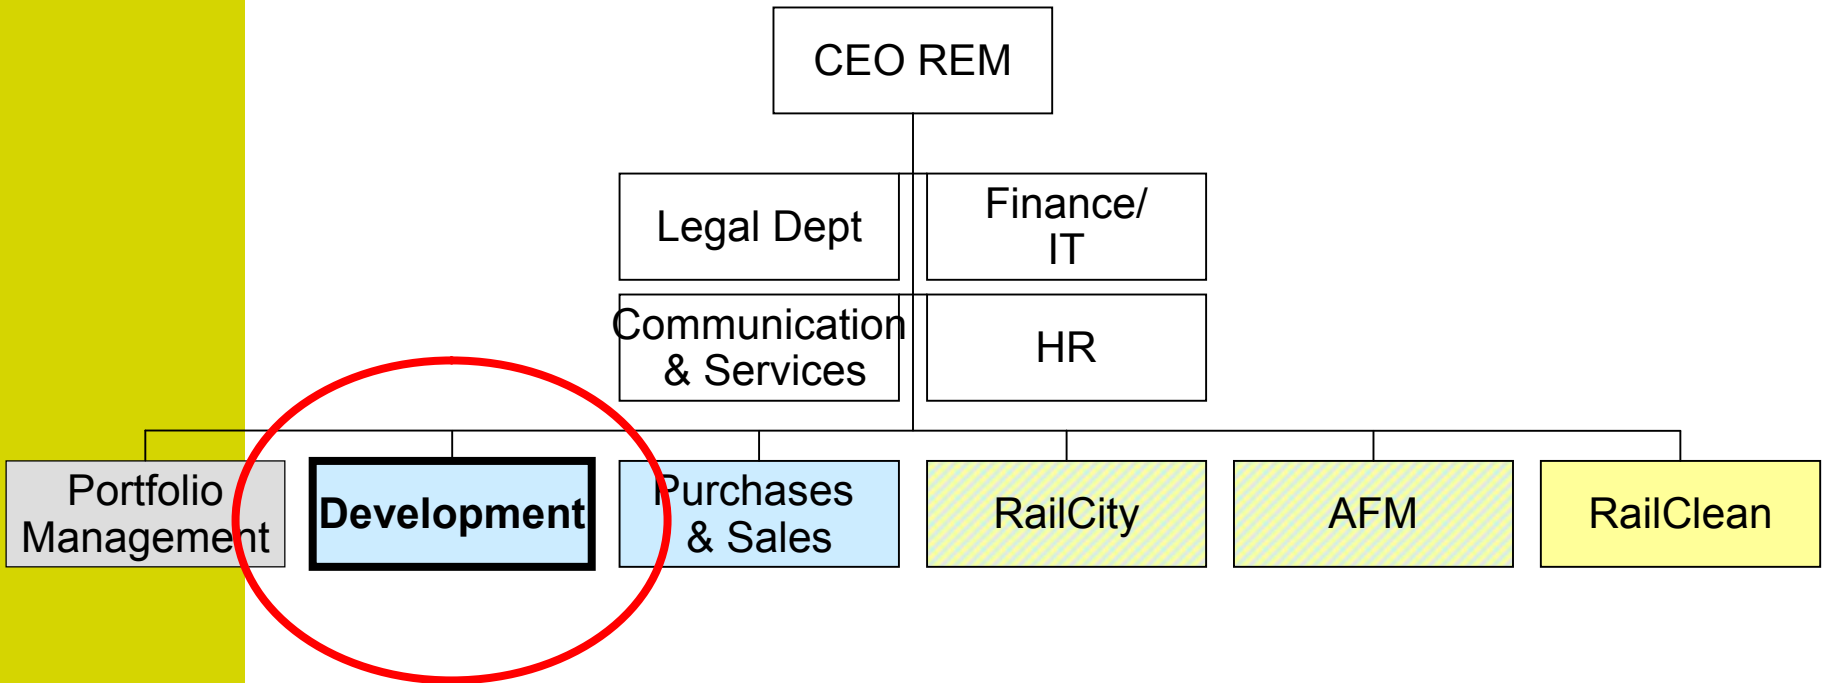 CEO REM
Legal Dept
Finance/
IT
Communication
& Services
HR
Portfolio
Management
Development
Purchases
& Sales
RailCity
AFM
RailClean